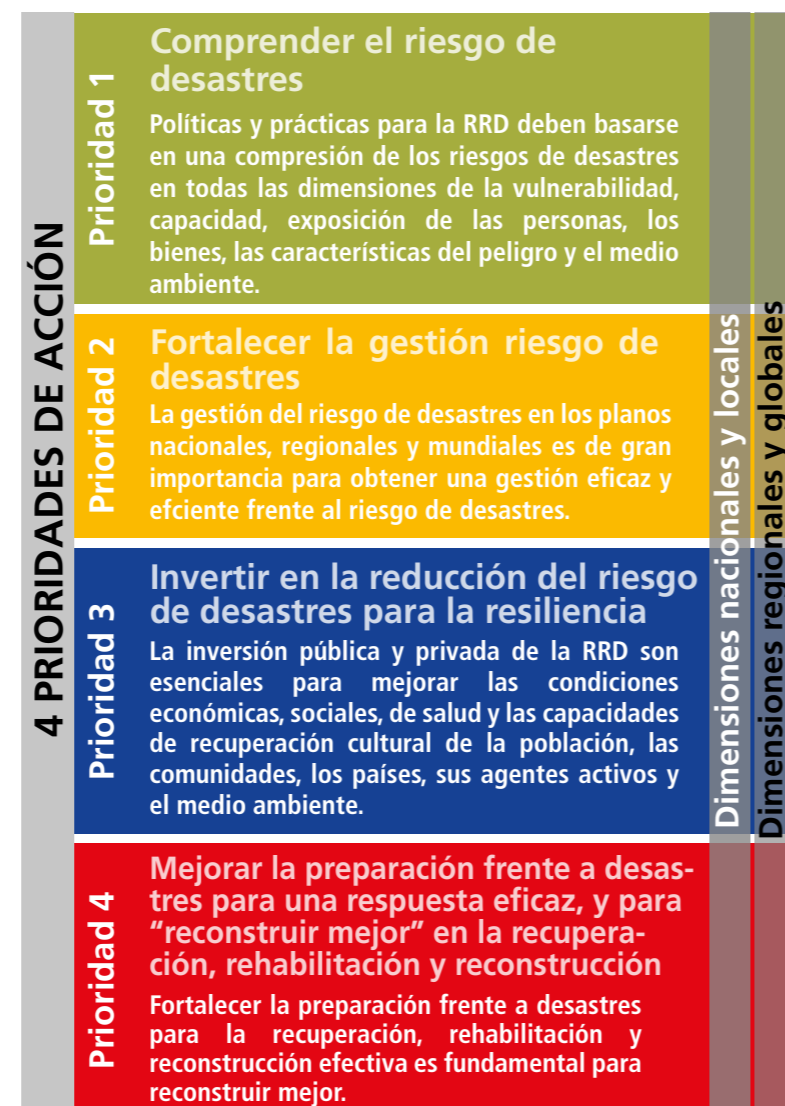 4 PRIORIDADES DE ACCIÓN
Prioridad 1
Comprender el riesgo de
desastres
Políticas y prácticas para la RRD deben basarse
en una compresión de los riesgos de desastres
en todas las dimensiones de la vulnerabilidad,
capacidad, exposición de las personas, los
bienes, las características del peligro y el medio
ambiente.
Prioridad 2
Fortalecer la gestión riesgo de
desastres
La gestión del riesgo de desastres en los planos
nacionales, regionales y mundiales es de gran
importancia para obtener una gestión eficaz y
efciente frente al riesgo de desastres.
Prioridad 3
Invertir en la reducción del riesgo
de desastres para la resiliencia
La inversión pública y privada de la RRD son
esenciales para mejorar las condiciones
económicas, sociales, de salud y las capacidades
de recuperación cultural de la población, las
comunidades, los países, sus agentes activos y
el medio ambiente.
Prioridad 4
Mejorar la preparación frente a desas-
tres para una respuesta eficaz, y para
“reconstruir mejor” en la recupera-
ción, rehabilitación y reconstrucción
Fortalecer la preparación frente a desastres
para la recuperación, rehabilitación y
reconstrucción efectiva es fundamental para
reconstruir mejor.
Dimensiones nacionales y locales
Dimensiones regionales y globales